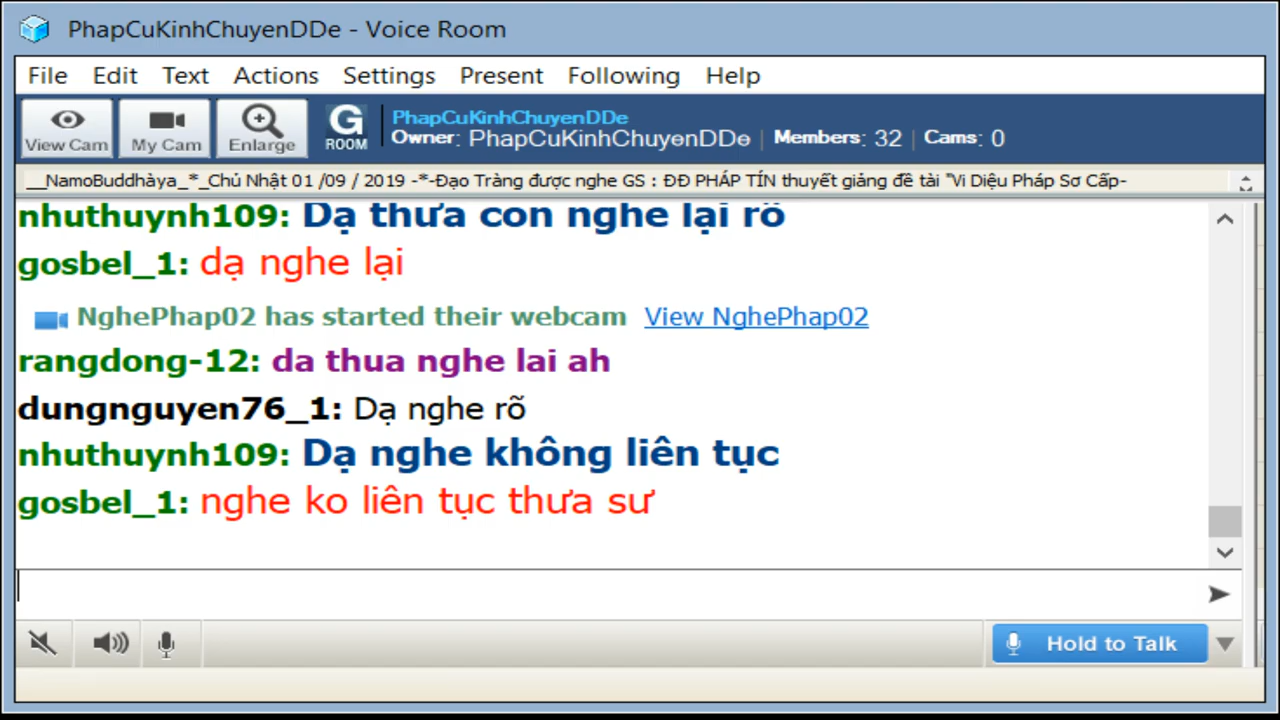 PhapCuKinhChuyenDDe - Voice Room
File Edit Text Actions Settings Present Following Help
View Cam My Cam Enlarge G ROOM
PhapCuKinhChuyenDDe
Owner: PhapCuKinhChuyenDDe | Members: 32 | Cams: 0
__NamoBuddhàya_*_Chủ Nhật 01 /09 / 2019 -*-Đạo Tràng được nghe GS : ĐĐ PHÁP TÍN thuyết giảng đề tài "Vi Diệu Pháp Sơ Cấp-
nhuthuynh109: Dạ thưa con nghe lại rõ
gosbel_1: dạ nghe lại
NghePhap02 has started their webcam View NghePhap02
rangdong-12: da thua nghe lai ah
dungnguyen76_1: Dạ nghe rõ
nhuthuynh109: Dạ nghe không liên tục
gosbel_1: nghe ko liên tục thưa sư
Hold to Talk